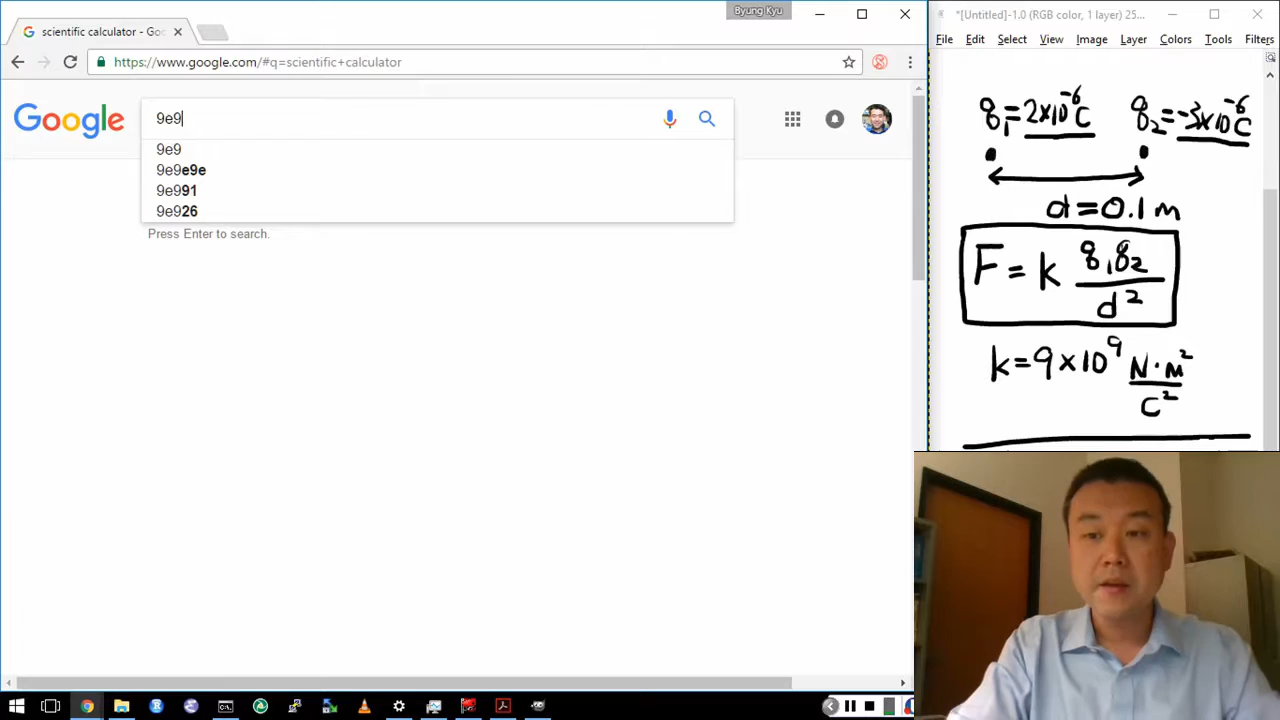 Byung Kyu
scientific calculator - Goo
https://www.google.com/#q=scientific+calculator
Google
9e9
9e9
9e9e9e
9e991
9e926
Press Enter to search.
*[Untitled]-1.0 (RGB color, 1 layer) 25...
File Edit Select View Image Layer Colors Tools Filters
q₁=2x10⁻⁶C q₂=-3x10⁻⁶C
d=0.1m
F=k q₁q₂/d²
k=9x10⁹ N·m²/C²